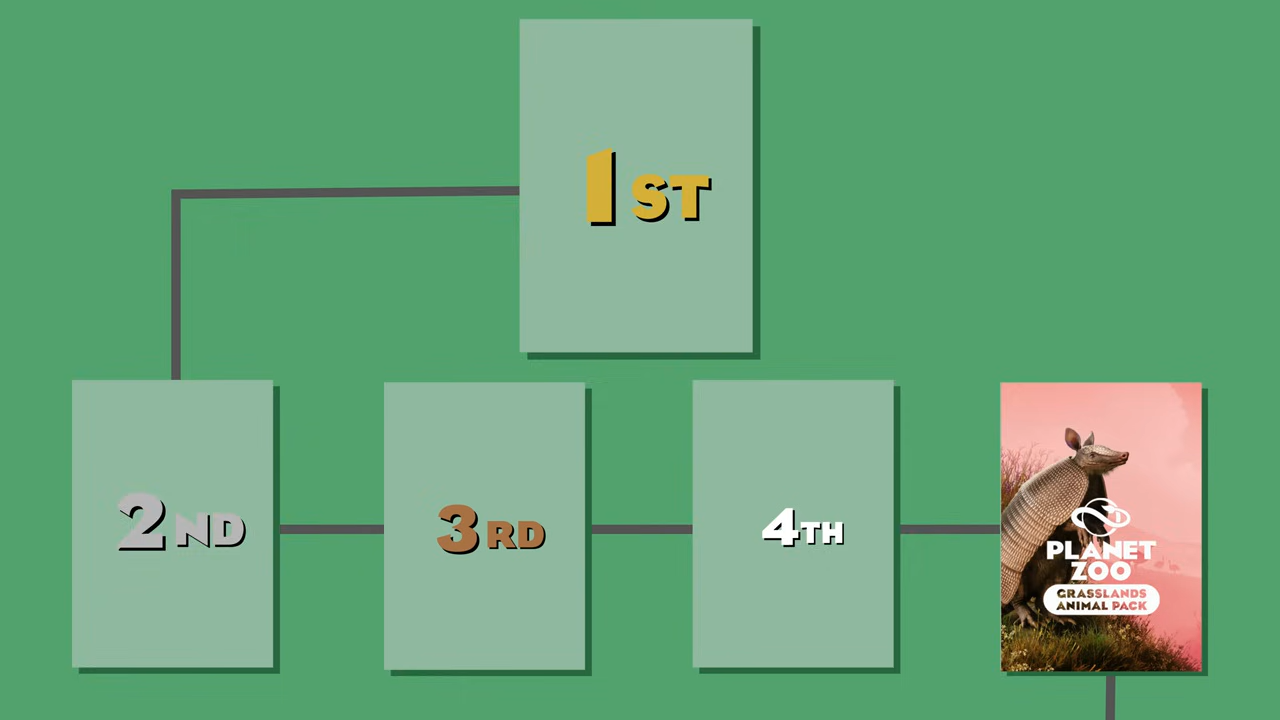 1ST
2ND
3RD
4TH
PLANET
ZOO
GRASSLANDS
ANIMAL PACK